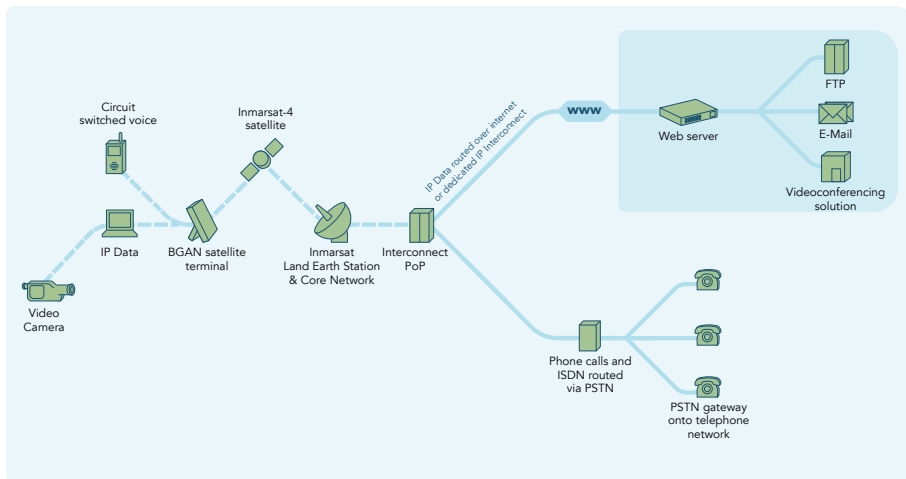 Circuit
switched voice
Inmarsat-4
satellite
IP Data
BGAN satellite
terminal
Video
Camera
Inmarsat
Land Earth Station
& Core Network
Interconnect
PoP
IP Data routed over internet
or dedicated IP Interconnect
WWW
Web server
FTP
E-Mail
Videoconferencing
solution
Phone calls and
ISDN routed
via PSTN
PSTN gateway
onto telephone
network